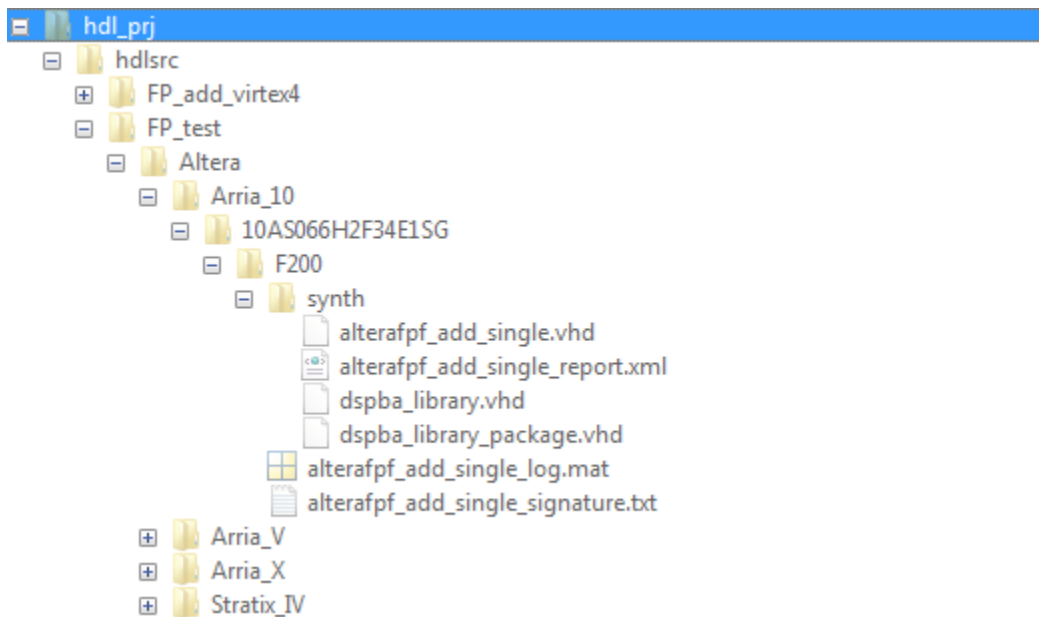 hdl_prj
hdlsrc
FP_add_virtex4
FP_test
Altera
Arria_10
10AS066H2F34E1SG
F200
synth
alterafpf_add_single.vhd
alterafpf_add_single_report.xml
dspba_library.vhd
dspba_library_package.vhd
alterafpf_add_single_log.mat
alterafpf_add_single_signature.txt
Arria_V
Arria_X
Stratix_IV